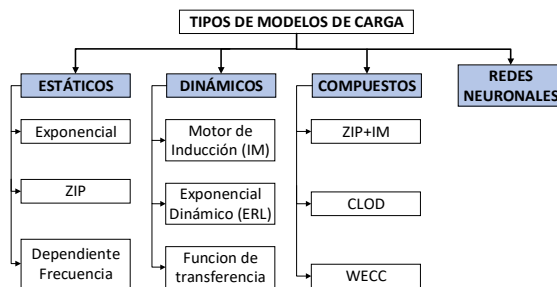 TIPOS DE MODELOS DE CARGA
ESTÁTICOS
Exponencial
ZIP
Dependiente
Frecuencia
DINÁMICOS
Motor de
Inducción (IM)
Exponencial
Dinámico (ERL)
Funcion de
transferencia
COMPUESTOS
ZIP+IM
CLOD
WECC
REDES
NEURONALES